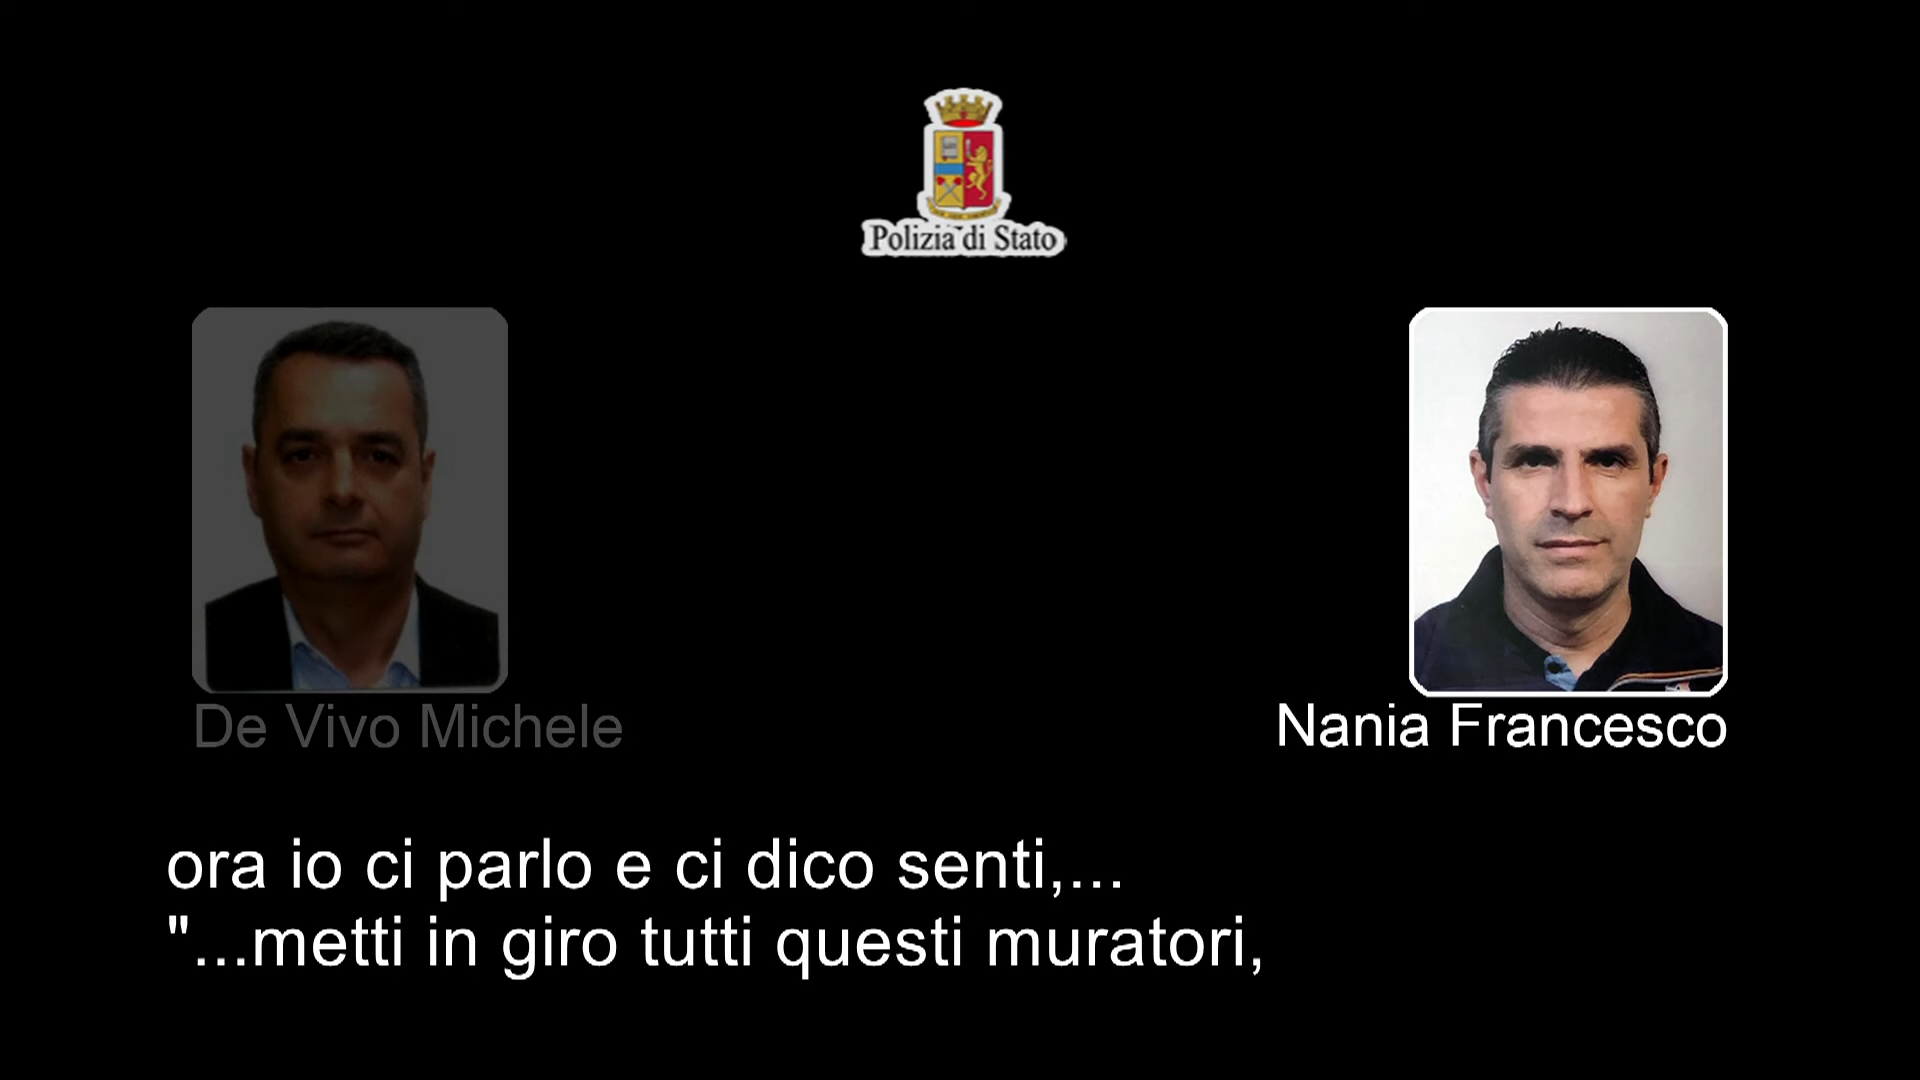 Polizia di Stato
De Vivo Michele
Nania Francesco
ora io ci parlo e ci dico senti,...
"...metti in giro tutti questi muratori,